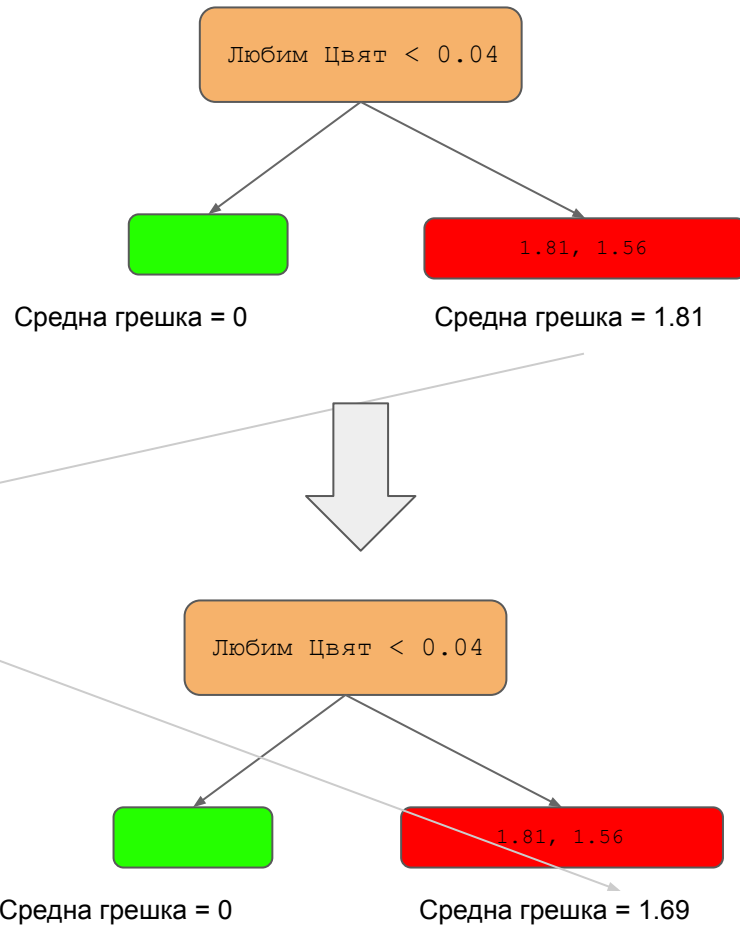 Любим Цвят < 0.04
1.81, 1.56
Средна грешка = 0
Средна грешка = 1.81
Любим Цвят < 0.04
1.81, 1.56
Средна грешка = 0
Средна грешка = 1.69